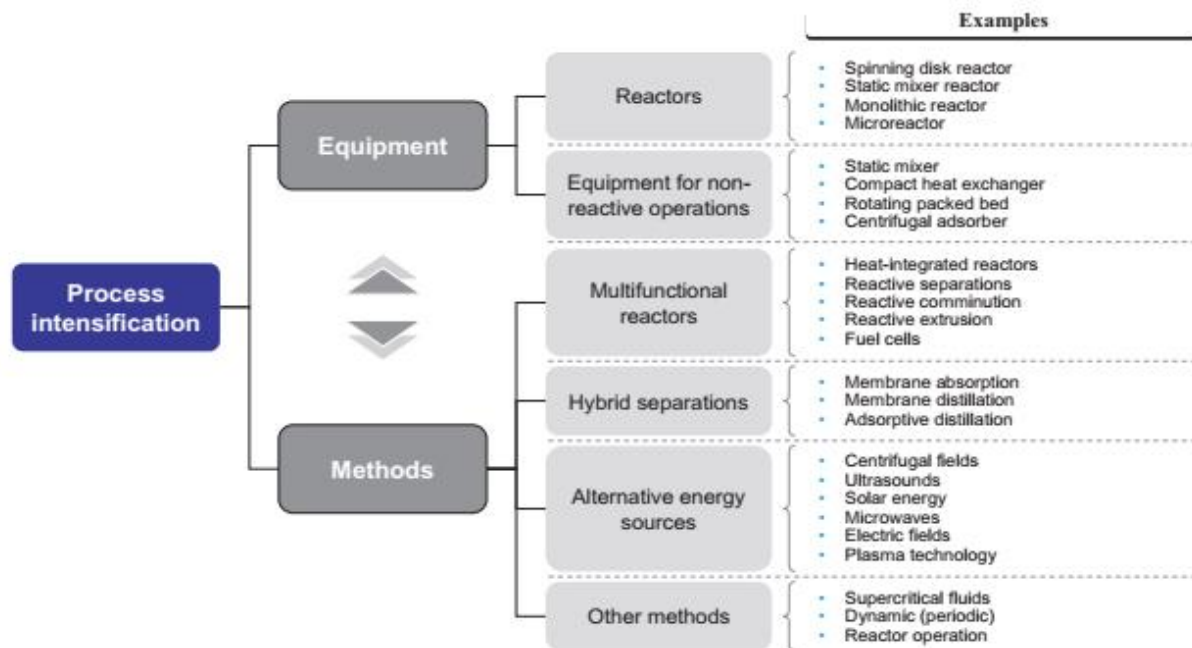 Examples
Process
intensification
Equipment
Reactors
Spinning disk reactor
Static mixer reactor
Monolithic reactor
Microreactor
Equipment for non-
reactive operations
Static mixer
Compact heat exchanger
Rotating packed bed
Centrifugal adsorber
Methods
Multifunctional
reactors
Heat-integrated reactors
Reactive separations
Reactive comminution
Reactive extrusion
Fuel cells
Hybrid separations
Membrane absorption
Membrane distillation
Adsorptive distillation
Alternative energy
sources
Centrifugal fields
Ultrasounds
Solar energy
Microwaves
Electric fields
Plasma technology
Other methods
Supercritical fluids
Dynamic (periodic)
Reactor operation